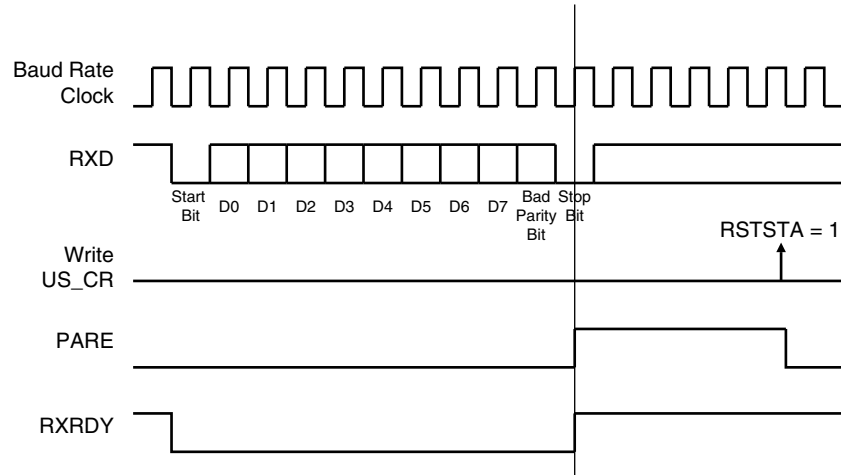 Baud Rate
Clock
RXD
Start
Bit
D0 D1 D2 D3 D4 D5 D6 D7
Bad
Parity
Bit
Stop
Bit
RSTSTA = 1
Write
US_CR
PARE
RXRDY